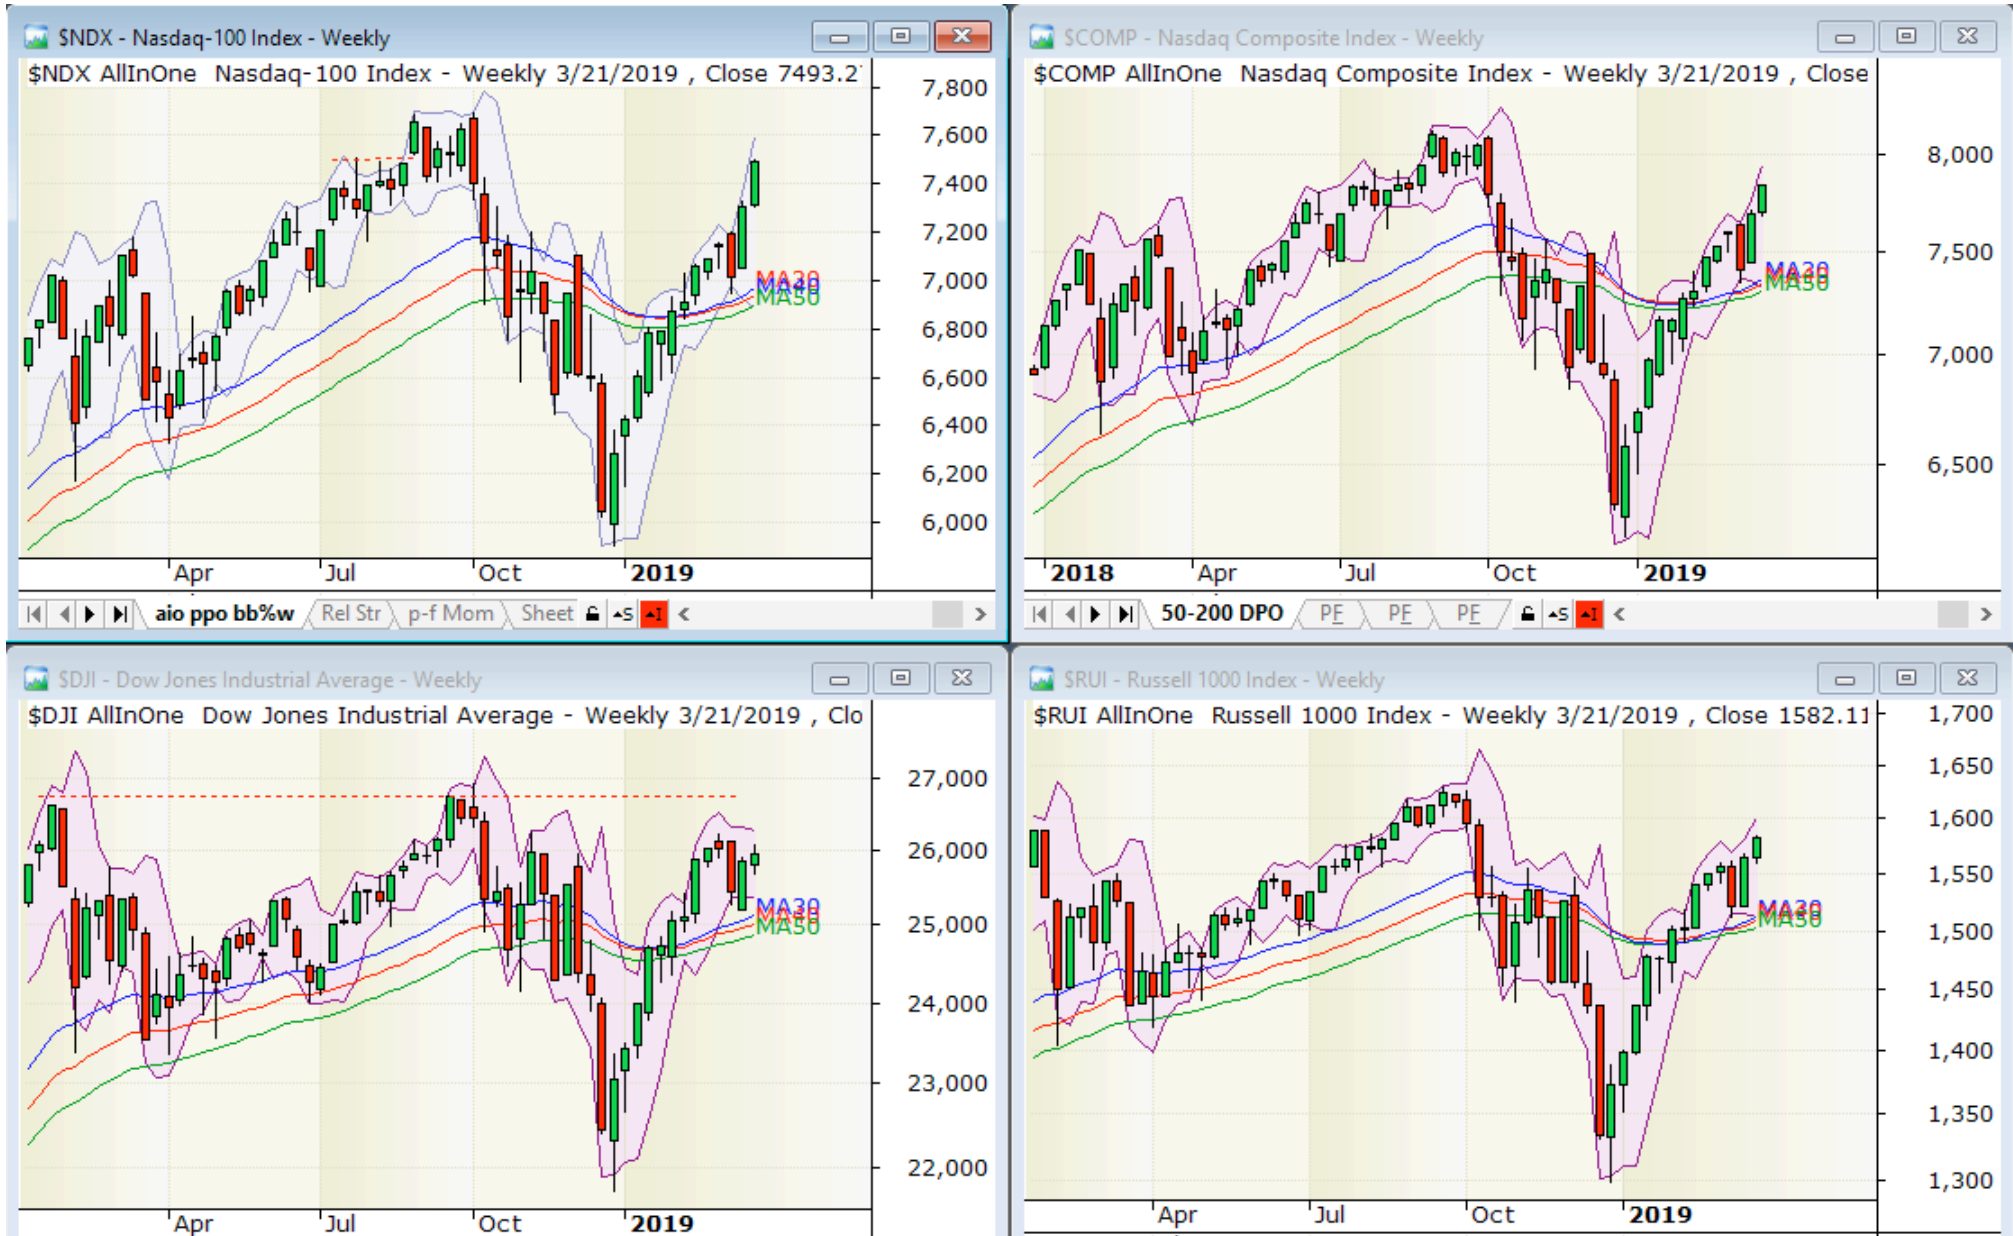 $NDX - Nasdaq-100 Index - Weekly
$NDX AllInOne Nasdaq-100 Index - Weekly 3/21/2019 , Close 7493.2
7,800
7,600
7,400
7,200
7,000
6,800
6,600
6,400
6,200
6,000
MA30
MA40
MA50
Apr
Jul
Oct
2019
aio ppo bb%w
Rel Str
p-f Mom
Sheet
S
I
$COMP - Nasdaq Composite Index - Weekly
$COMP AllInOne Nasdaq Composite Index - Weekly 3/21/2019 , Close
8,000
7,500
7,000
6,500
MA30
MA50
2018
Apr
Jul
Oct
2019
50-200 DPO
PE
PE
PE
S
I
$DJI - Dow Jones Industrial Average - Weekly
$DJI AllInOne Dow Jones Industrial Average - Weekly 3/21/2019 , Clo
27,000
26,000
25,000
24,000
23,000
22,000
MA30
MA50
Apr
Jul
Oct
2019
$RUI - Russell 1000 Index - Weekly
$RUI AllInOne Russell 1000 Index - Weekly 3/21/2019 , Close 1582.11
1,700
1,650
1,600
1,550
1,500
1,450
1,400
1,350
1,300
MA30
MA50
Apr
Jul
Oct
2019